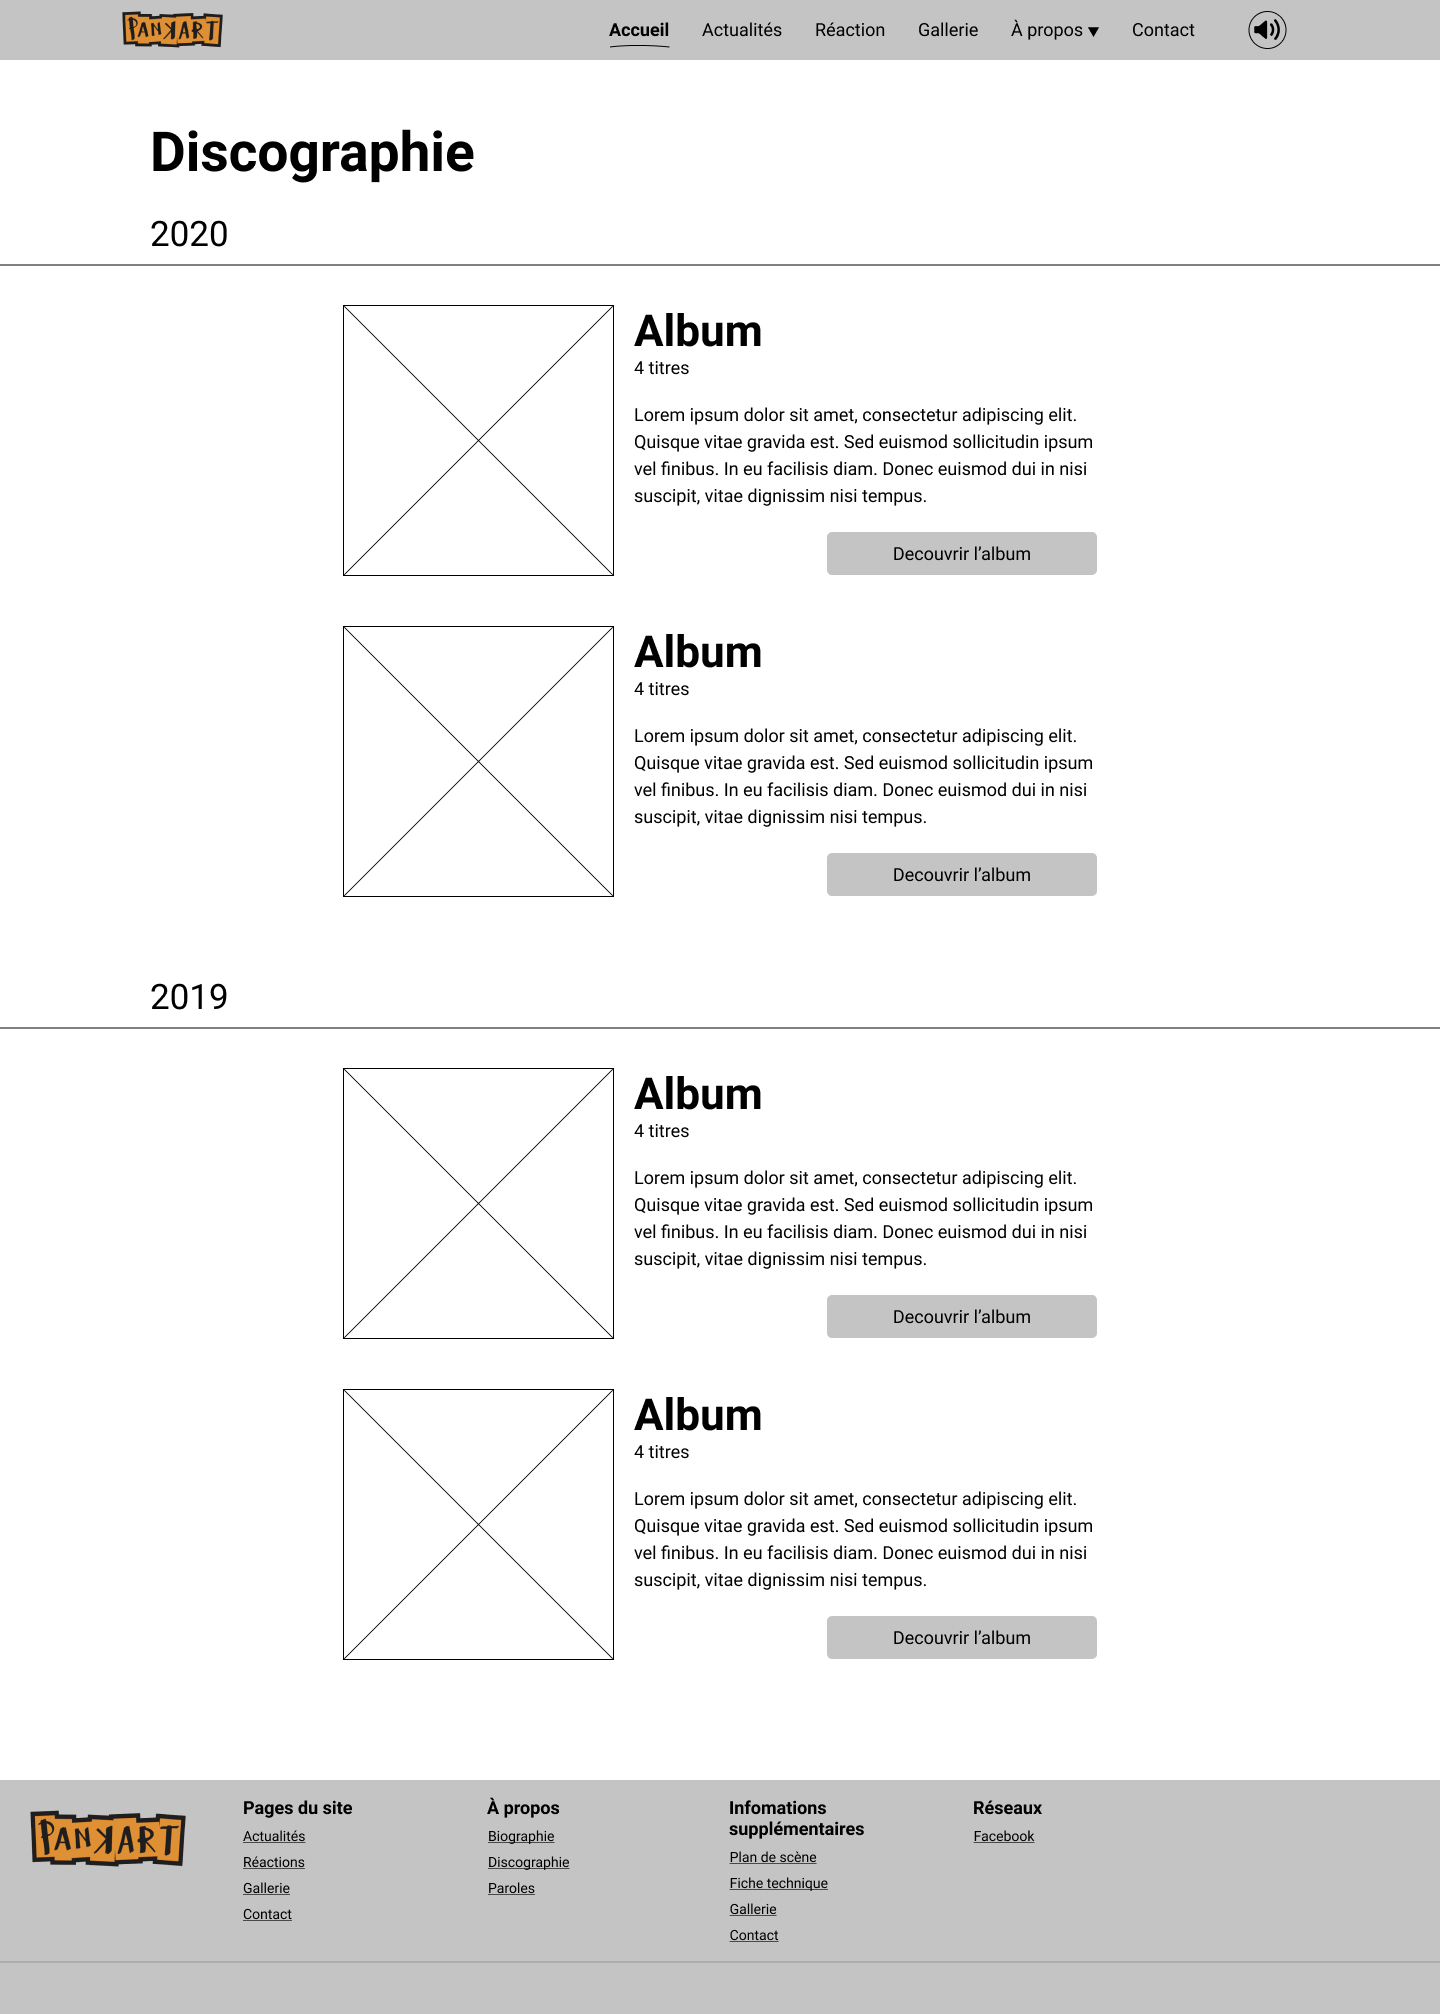 PANKART
Accueil Actualités Réaction Gallerie À propos ▼ Contact
Discographie
2020
Album
4 titres
Lorem ipsum dolor sit amet, consectetur adipiscing elit.
Quisque vitae gravida est. Sed euismod sollicitudin ipsum
vel finibus. In eu facilisis diam. Donec euismod dui in nisi
suscipit, vitae dignissim nisi tempus.
Decouvrir l’album
Album
4 titres
Lorem ipsum dolor sit amet, consectetur adipiscing elit.
Quisque vitae gravida est. Sed euismod sollicitudin ipsum
vel finibus. In eu facilisis diam. Donec euismod dui in nisi
suscipit, vitae dignissim nisi tempus.
Decouvrir l’album
2019
Album
4 titres
Lorem ipsum dolor sit amet, consectetur adipiscing elit.
Quisque vitae gravida est. Sed euismod sollicitudin ipsum
vel finibus. In eu facilisis diam. Donec euismod dui in nisi
suscipit, vitae dignissim nisi tempus.
Decouvrir l’album
Album
4 titres
Lorem ipsum dolor sit amet, consectetur adipiscing elit.
Quisque vitae gravida est. Sed euismod sollicitudin ipsum
vel finibus. In eu facilisis diam. Donec euismod dui in nisi
suscipit, vitae dignissim nisi tempus.
Decouvrir l’album
PANKART
Pages du site
Actualités
Réactions
Gallerie
Contact
À propos
Biographie
Discographie
Paroles
Infomations
supplémentaires
Plan de scène
Fiche technique
Gallerie
Contact
Réseaux
Facebook